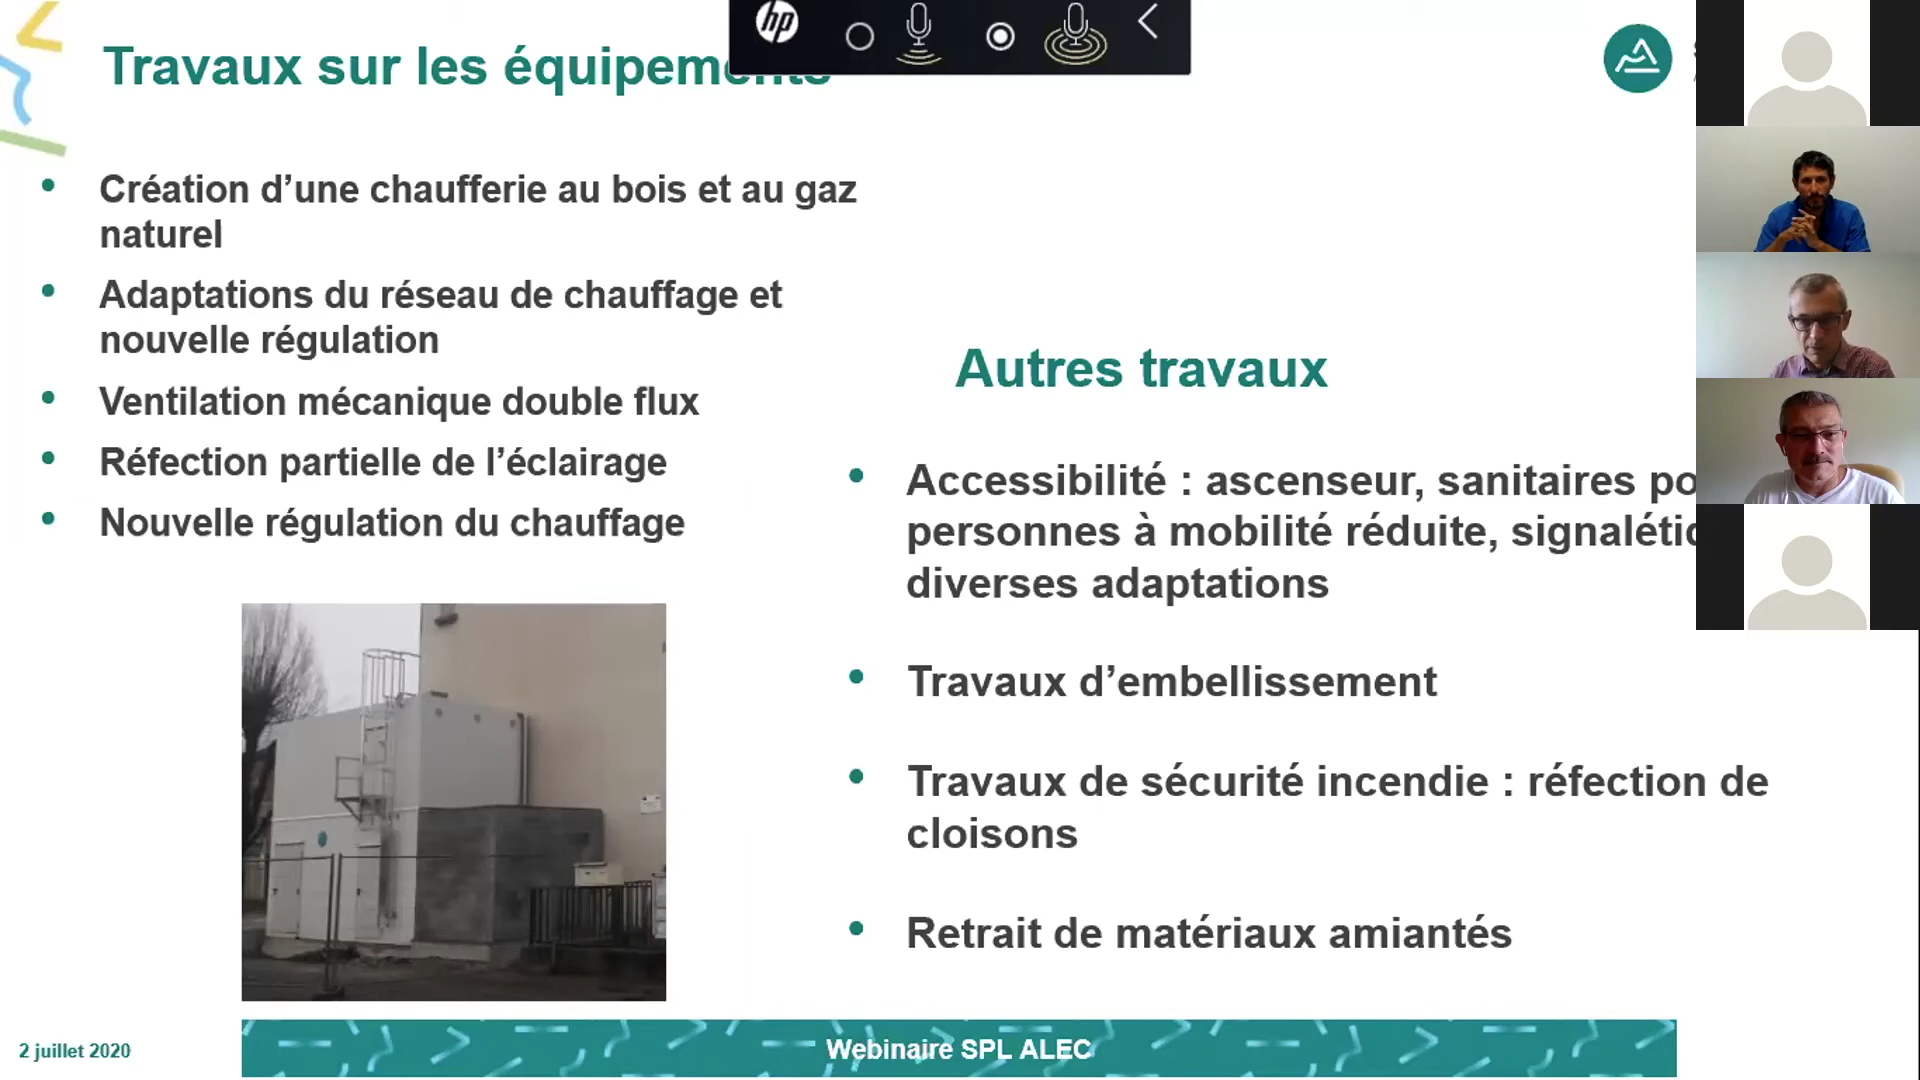 hp
Travaux sur les équipements
Création d’une chaufferie au bois et au gaz
naturel
Adaptations du réseau de chauffage et
nouvelle régulation
Ventilation mécanique double flux
Réfection partielle de l’éclairage
Nouvelle régulation du chauffage
Autres travaux
Accessibilité : ascenseur, sanitaires
personnes à mobilité réduite,
diverses adaptations
Travaux d’embellissement
Travaux de sécurité incendie : réfection de
cloisons
Retrait de matériaux amiantés
2 juillet 2020
Webinaire SPL ALEC